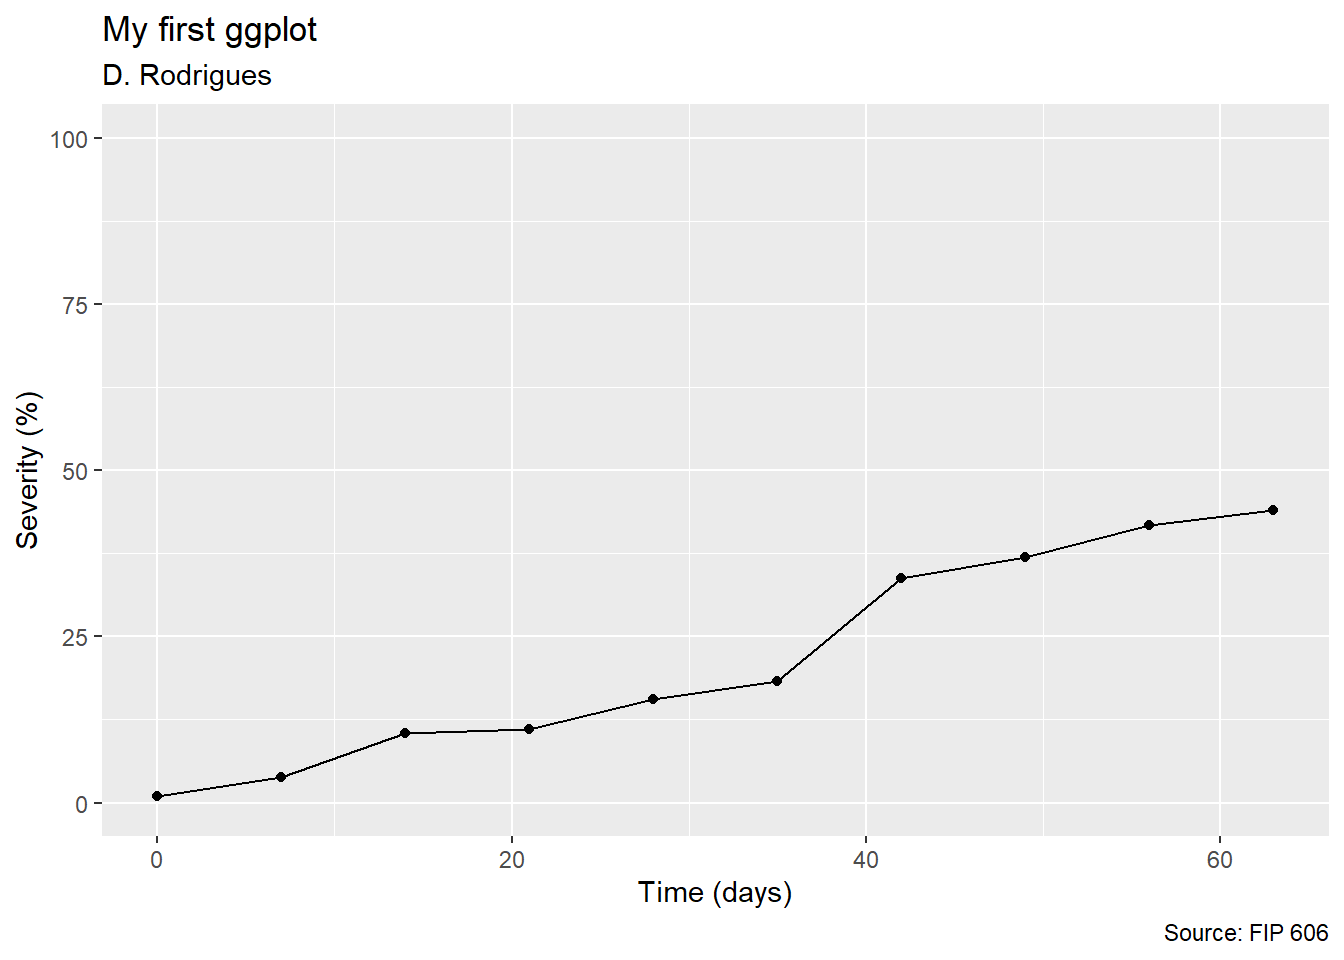 My first ggplot
D. Rodrigues
100
75
50
25
0
Severity (%)
0 20 40 60
Time (days)
Source: FIP 606